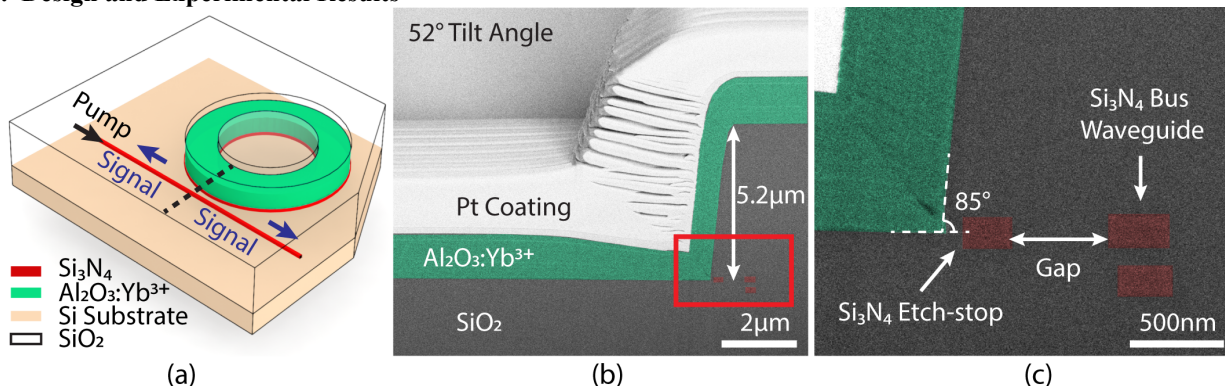 Design and Experimental Results
Pump
Signal
Signal
Si₃N₄
Al₂O₃:Yb³⁺
Si Substrate
SiO₂
(a)
52° Tilt Angle
Pt Coating
5.2μm
Al₂O₃:Yb³⁺
SiO₂
2μm
(b)
Si₃N₄ Bus
Waveguide
85°
Gap
Si₃N₄ Etch-stop
500nm
(c)